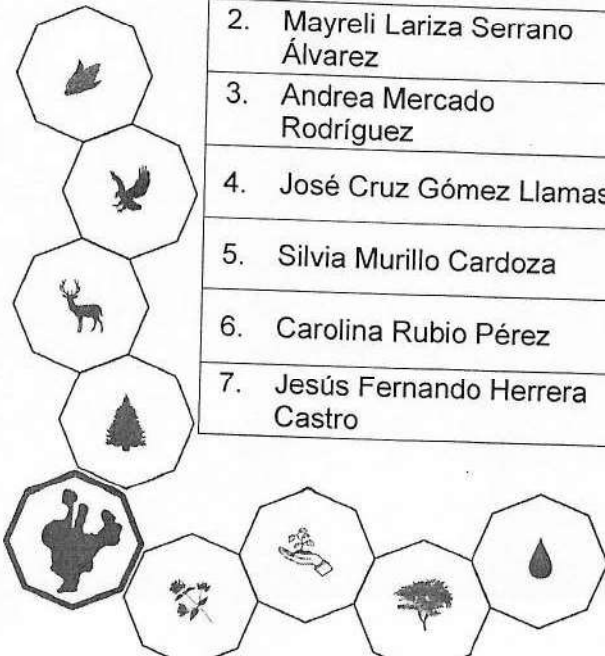 2. Mayreli Lariza Serrano
Álvarez
3. Andrea Mercado
Rodríguez
4. José Cruz Gómez Llamas
5. Silvia Murillo Cardoza
6. Carolina Rubio Pérez
7. Jesús Fernando Herrera
Castro